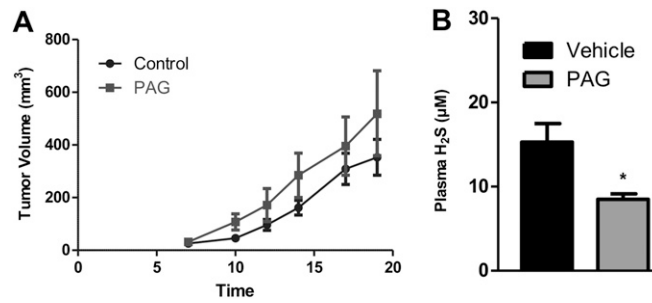 A
Tumor Volume (mm³)
800
600
400
200
0
Control
PAG
0
5
10
15
20
Time
B
Plasma H₂S (µM)
30
20
10
0
Vehicle
PAG
*